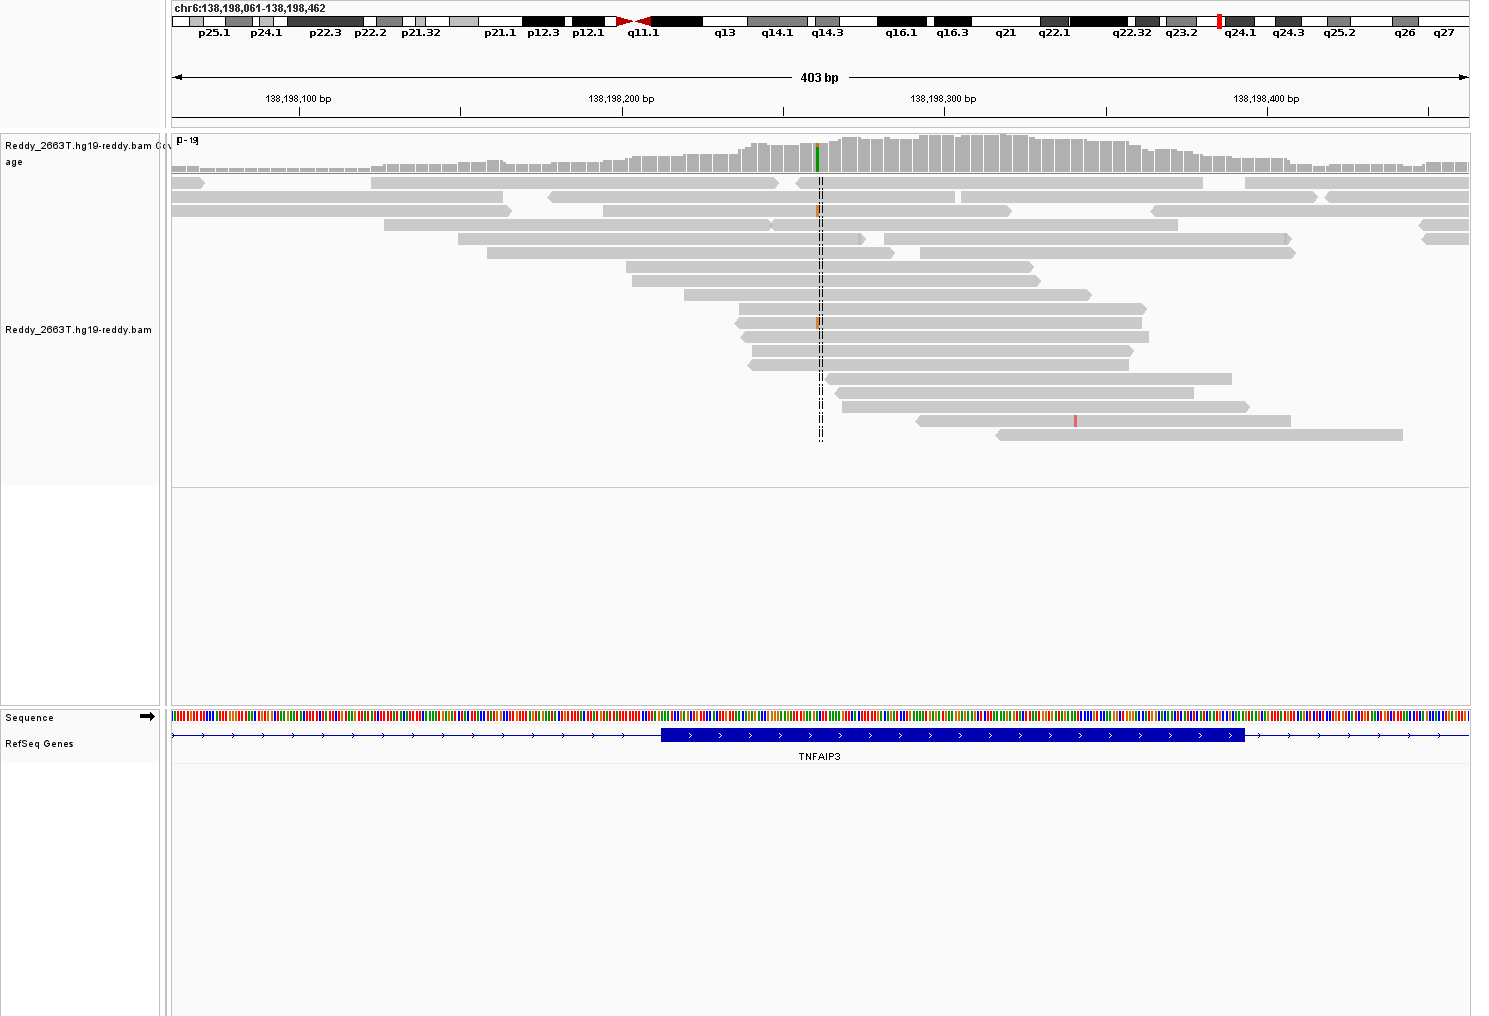 chr6:138,198,061-138,198,462
p25.1 p24.1 p22.3 p22.2 p21.32 p21.1 p12.3 p12.1 q11.1 q13 q14.1 q14.3 q16.1 q16.3 q21 q22.1 q22.32 q23.2 q24.1 q24.3 q25.2 q26 q27
403 bp
138,198,100 bp 138,198,200 bp 138,198,300 bp 138,198,400 bp
[0 - 19]
Reddy_2663T.hg19-reddy.bam Cov
age
Reddy_2663T.hg19-reddy.bam
Sequence
RefSeq Genes
TNFAIP3